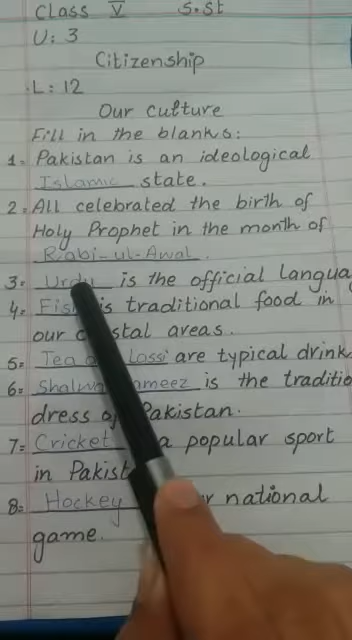 Class V S.St
U: 3
Citizenship
L: 12
Our culture
Fill in the blanks:
1. Pakistan is an ideological
Islamic state.
2. All celebrated the birth of
Holy Prophet in the month of
Rabi-ul-Awal.
3. Urdu is the official langua
4. Fish is traditional food in
our areas.
5. Tea Lassi are typical drink
6. is the traditio
dress of Pakistan.
7. Cricket a popular sport
in Pakist
8. Hockey national
game.